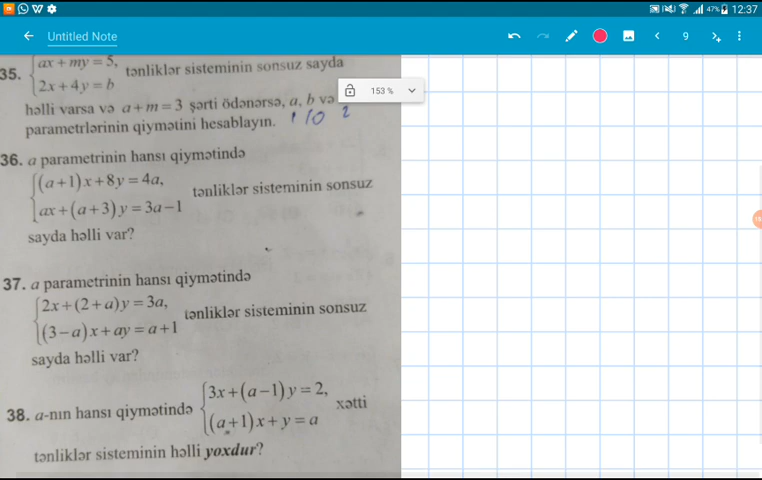 47% 12:37
Untitled Note
9
35. {ax + my = 5, tənliklər sisteminin sonsuz sayda
2x + 4y = b
153 %
həlli varsa və a + m = 3 şərti ödənərsə, a, b və
parametrlərinin qiymətini hesablayın. 1 10 2
36. a parametrinin hansı qiymətində
{(a+1)x + 8y = 4a, tənliklər sisteminin sonsuz
ax + (a+3)y = 3a−1
sayda həlli var?
37. a parametrinin hansı qiymətində
{2x + (2+a)y = 3a, tənliklər sisteminin sonsuz
(3−a)x + ay = a+1
sayda həlli var?
38. a-nın hansı qiymətində {3x + (a−1)y = 2, xətti
(a+1)x + y = a
tənliklər sisteminin həlli yoxdur?